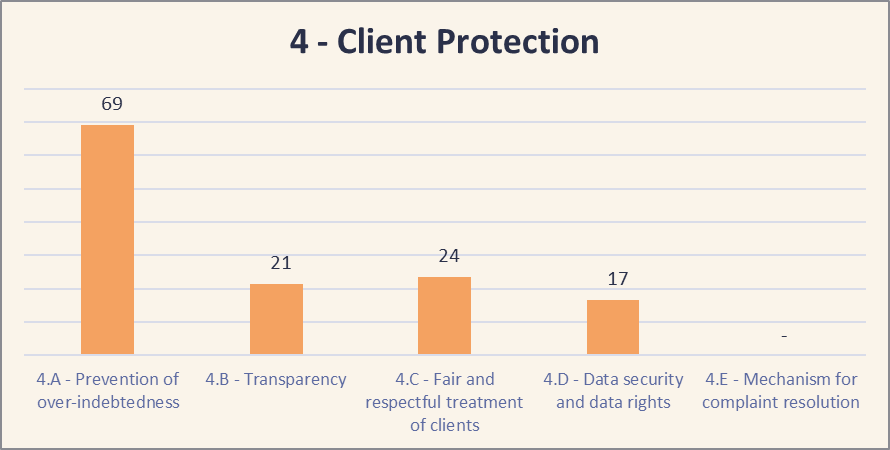 4 - Client Protection
69
21
24
17
-
4.A - Prevention of
over-indebtedness
4.B - Transparency
4.C - Fair and
respectful treatment
of clients
4.D - Data security
and data rights
4.E - Mechanism for
complaint resolution